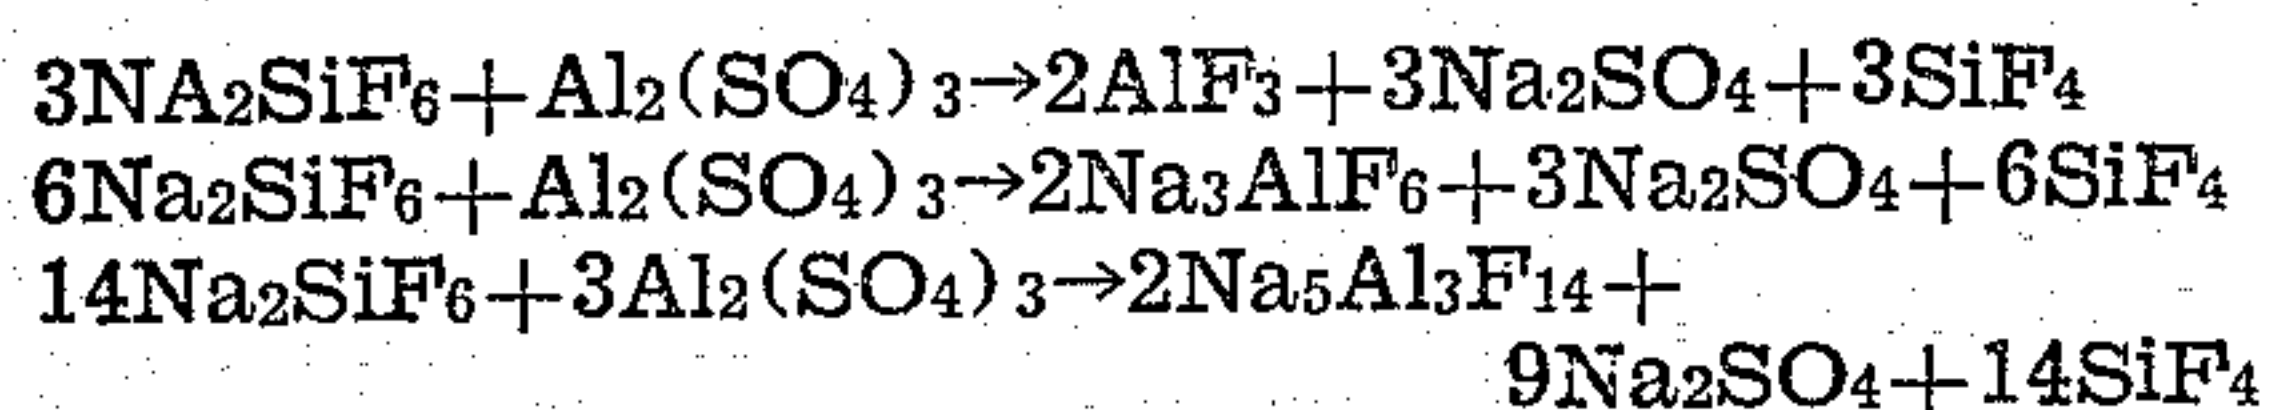 3NA₂SiF₆+Al₂(SO₄)₃→2AlF₃+3Na₂SO₄+3SiF₄
6Na₂SiF₆+Al₂(SO₄)₃→2Na₃AlF₆+3Na₂SO₄+6SiF₄
14Na₂SiF₆+3Al₂(SO₄)₃→2Na₅Al₃F₁₄+
9Na₂SO₄+14SiF₄